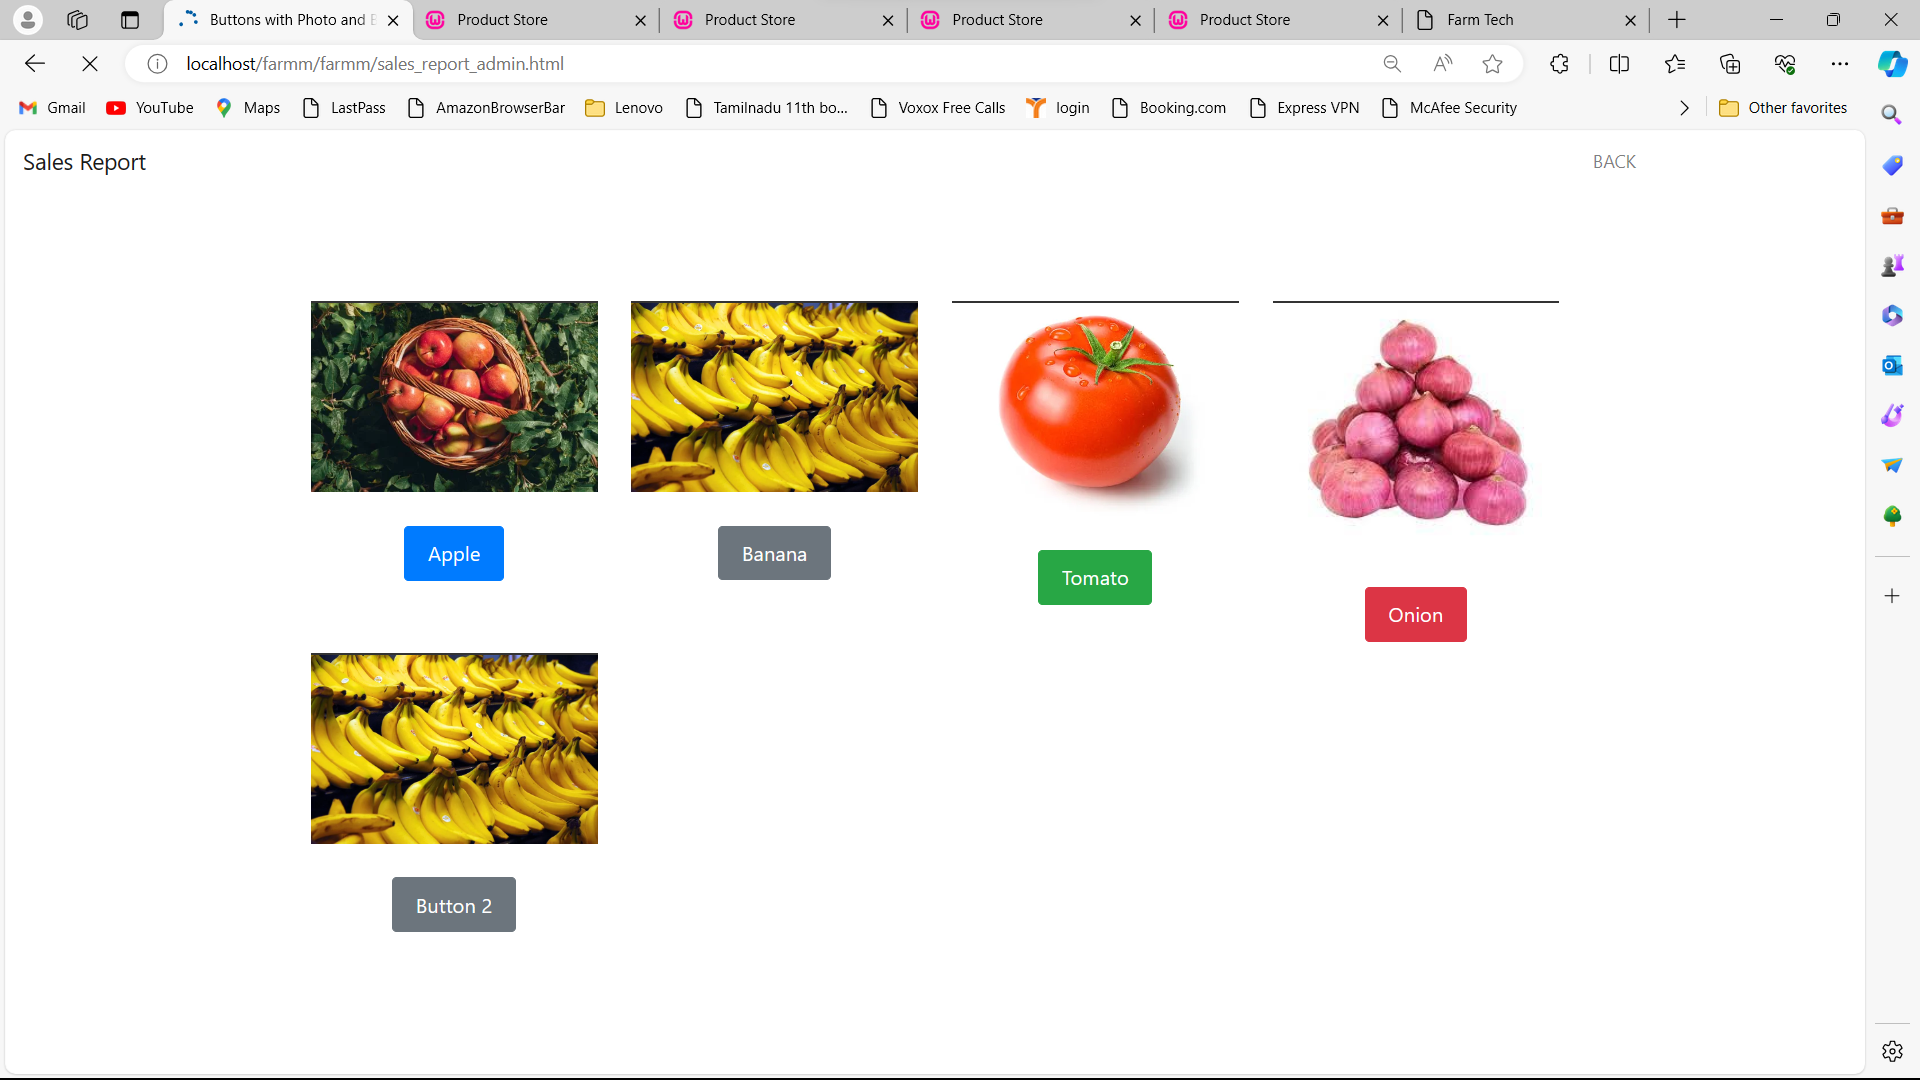 Buttons with Photo and
Product Store
Product Store
Product Store
Product Store
Farm Tech
localhost/farmm/farmm/sales_report_admin.html
Gmail
YouTube
Maps
LastPass
AmazonBrowserBar
Lenovo
Tamilnadu 11th bo...
Voxox Free Calls
login
Booking.com
Express VPN
McAfee Security
Other favorites
Sales Report
BACK
Apple
Banana
Tomato
Onion
Button 2